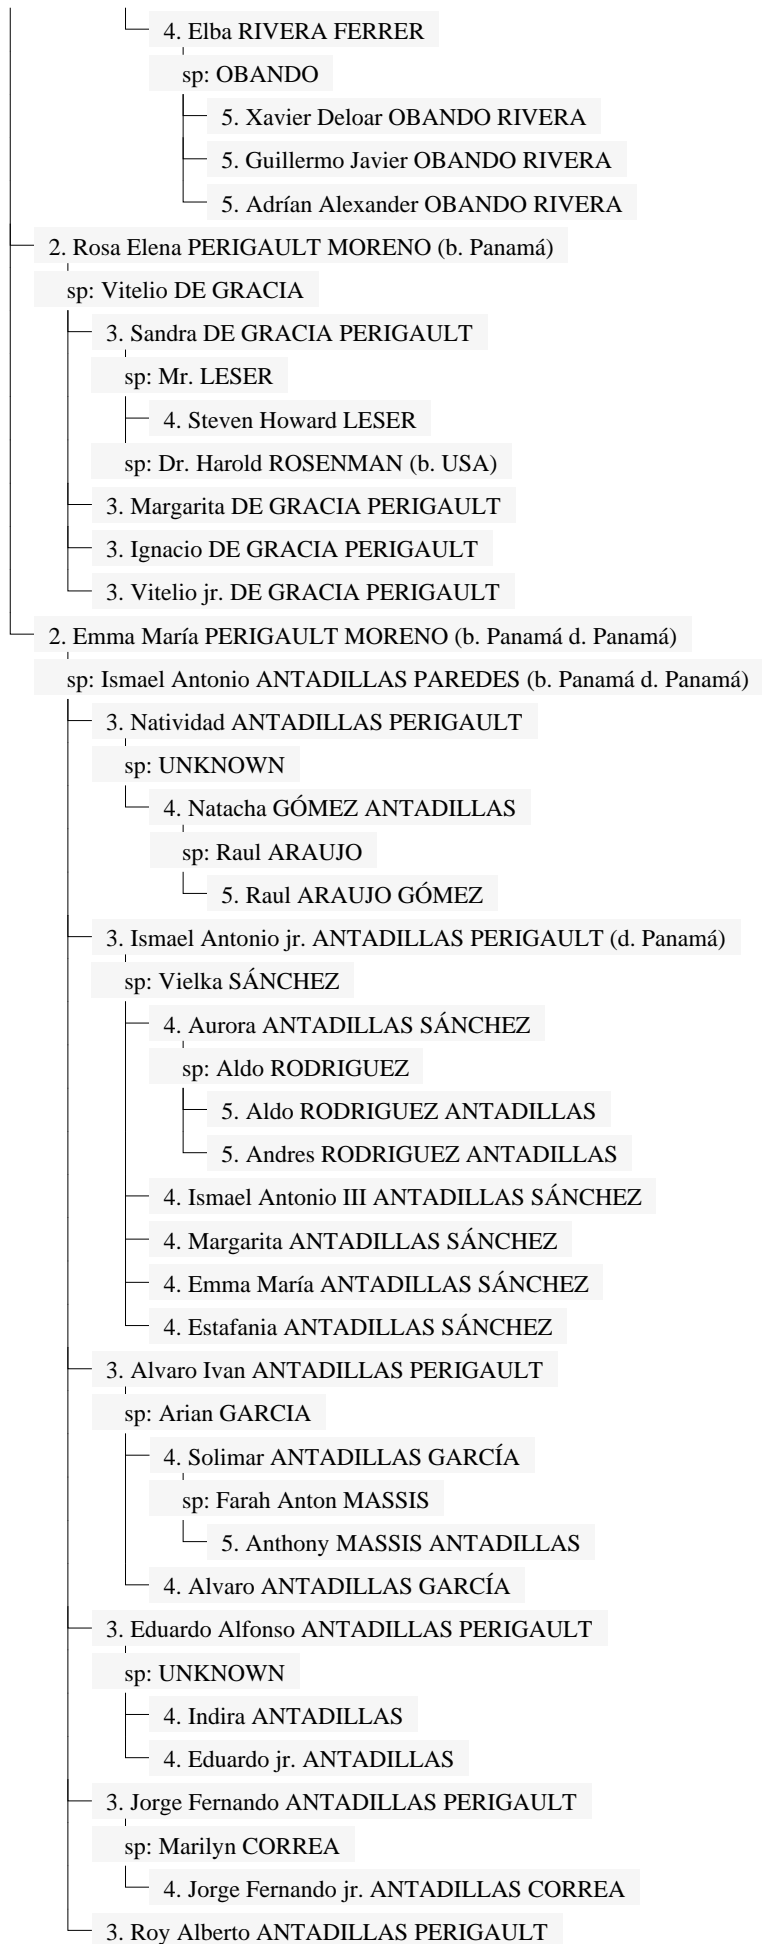 4. Elba RIVERA FERRER
sp: OBANDO
5. Xavier Deloar OBANDO RIVERA
5. Guillermo Javier OBANDO RIVERA
5. Adrían Alexander OBANDO RIVERA
2. Rosa Elena PERIGAULT MORENO (b. Panamá)
sp: Vitelio DE GRACIA
3. Sandra DE GRACIA PERIGAULT
sp: Mr. LESER
4. Steven Howard LESER
sp: Dr. Harold ROSENMAN (b. USA)
3. Margarita DE GRACIA PERIGAULT
3. Ignacio DE GRACIA PERIGAULT
3. Vitelio jr. DE GRACIA PERIGAULT
2. Emma María PERIGAULT MORENO (b. Panamá d. Panamá)
sp: Ismael Antonio ANTADILLAS PAREDES (b. Panamá d. Panamá)
3. Natividad ANTADILLAS PERIGAULT
sp: UNKNOWN
4. Natacha GÓMEZ ANTADILLAS
sp: Raul ARAUJO
5. Raul ARAUJO GÓMEZ
3. Ismael Antonio jr. ANTADILLAS PERIGAULT (d. Panamá)
sp: Vielka SÁNCHEZ
4. Aurora ANTADILLAS SÁNCHEZ
sp: Aldo RODRIGUEZ
5. Aldo RODRIGUEZ ANTADILLAS
5. Andres RODRIGUEZ ANTADILLAS
4. Ismael Antonio III ANTADILLAS SÁNCHEZ
4. Margarita ANTADILLAS SÁNCHEZ
4. Emma María ANTADILLAS SÁNCHEZ
4. Estafania ANTADILLAS SÁNCHEZ
3. Alvaro Ivan ANTADILLAS PERIGAULT
sp: Arian GARCIA
4. Solimar ANTADILLAS GARCÍA
sp: Farah Anton MASSIS
5. Anthony MASSIS ANTADILLAS
4. Alvaro ANTADILLAS GARCÍA
3. Eduardo Alfonso ANTADILLAS PERIGAULT
sp: UNKNOWN
4. Indira ANTADILLAS
4. Eduardo jr. ANTADILLAS
3. Jorge Fernando ANTADILLAS PERIGAULT
sp: Marilyn CORREA
4. Jorge Fernando jr. ANTADILLAS CORREA
3. Roy Alberto ANTADILLAS PERIGAULT